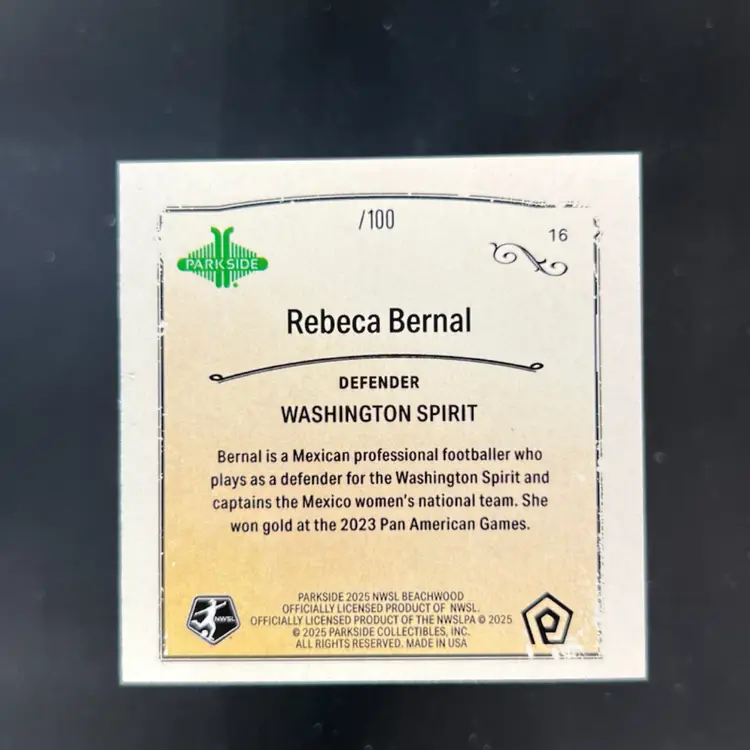 /100
16
PARKSIDE
Rebeca Bernal
DEFENDER
WASHINGTON SPIRIT
Bernal is a Mexican professional footballer who
plays as a defender for the Washington Spirit and
captains the Mexico women's national team. She
won gold at the 2023 Pan American Games.
NWSL
PARKSIDE 2025 NWSL BEACHWOOD
OFFICIALLY LICENSED PRODUCT OF NWSL.
OFFICIALLY LICENSED PRODUCT OF THE NWSLPA © 2025
© 2025 PARKSIDE COLLECTIBLES, INC.
ALL RIGHTS RESERVED. MADE IN USA